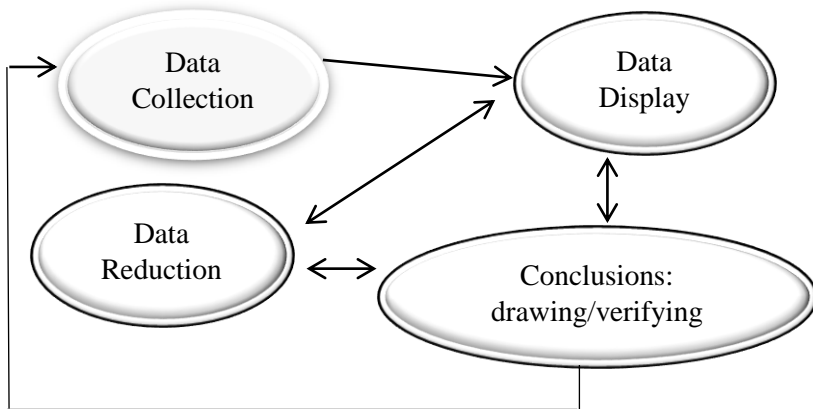 Data
Collection
Data
Display
Data
Reduction
Conclusions:
drawing/verifying